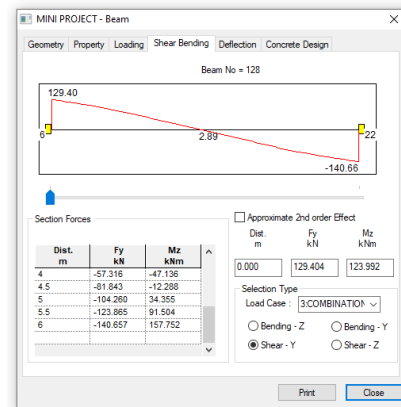 MINI PROJECT - Beam
Geometry Property Loading Shear Bending Deflection Concrete Design
Beam No = 128
129.40
6 2.89 22
-140.66
Section Forces
Approximate 2nd order Effect
Dist. Fy Mz
m kN kNm
0.000 129.404 123.992
Dist. Fy Mz
m kN kNm
4 -57.316 -47.136
4.5 -81.843 -12.288
5 -104.260 34.355
5.5 -123.865 91.504
6 -140.657 157.752
Selection Type
Load Case : 3:COMBINATION
Bending - Z Bending - Y
Shear - Y Shear - Z
Print Close